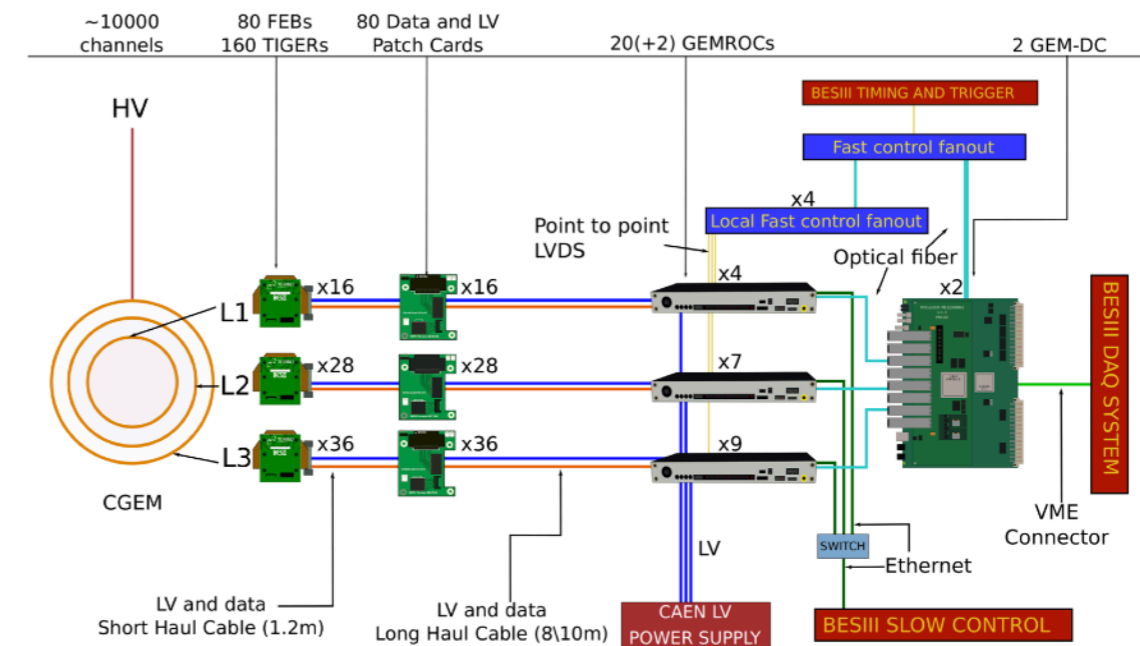 ~10000
channels
80 FEBs
160 TIGERs
80 Data and LV
Patch Cards
20(+2) GEMROCs
2 GEM-DC
HV
BESIII TIMING AND TRIGGER
Fast control fanout
x4
Local Fast control fanout
Point to point
LVDS
Optical fiber
L1
x16
x16
x4
x2
L2
x28
x28
x7
L3
x36
x36
x9
BESIII DAQ SYSTEM
CGEM
VME
Connector
LV
SWITCH
Ethernet
LV and data
Short Haul Cable (1.2m)
LV and data
Long Haul Cable (8\10m)
CAEN LV
POWER SUPPLY
BESIII SLOW CONTROL